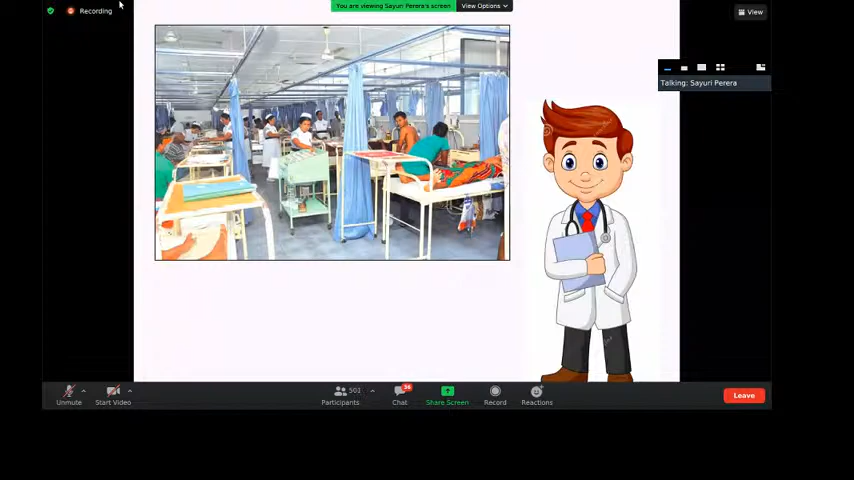 Recording
You are viewing Sayuri Perera's screen
View Options
View
Talking: Sayuri Perera
Unmute
Start Video
501
Participants
36
Chat
Share Screen
Record
Reactions
Leave